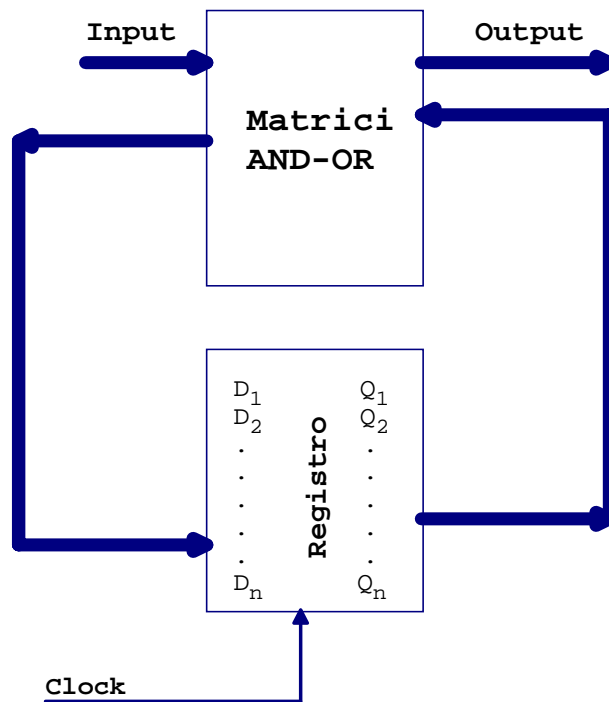 Input
Output
Matrici
AND-OR
D1 Q1
D2 Q2
. .
. .
. .
. .
. .
Dn Qn
Registro
Clock